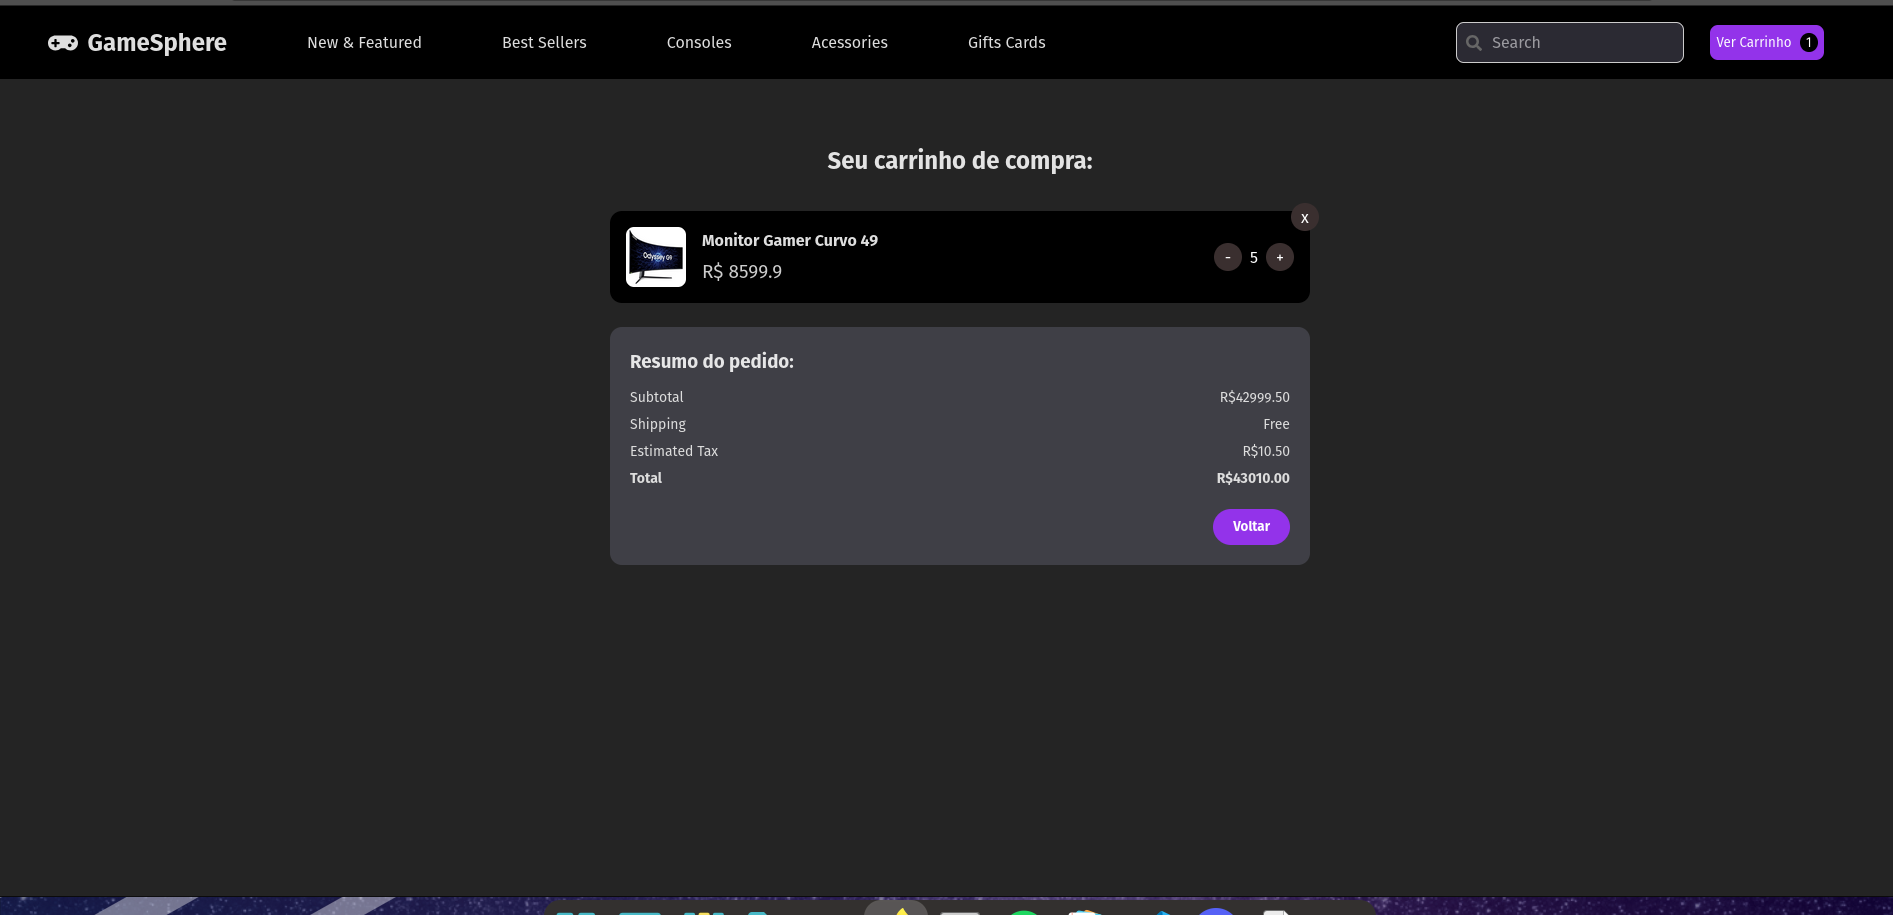 GameSphere New & Featured Best Sellers Consoles Acessories Gifts Cards Search Ver Carrinho 1
Seu carrinho de compra:
x
Monitor Gamer Curvo 49
R$ 8599.9
- 5 +
Odyssey G9
Resumo do pedido:
Subtotal R$42999.50
Shipping Free
Estimated Tax R$10.50
Total R$43010.00
Voltar